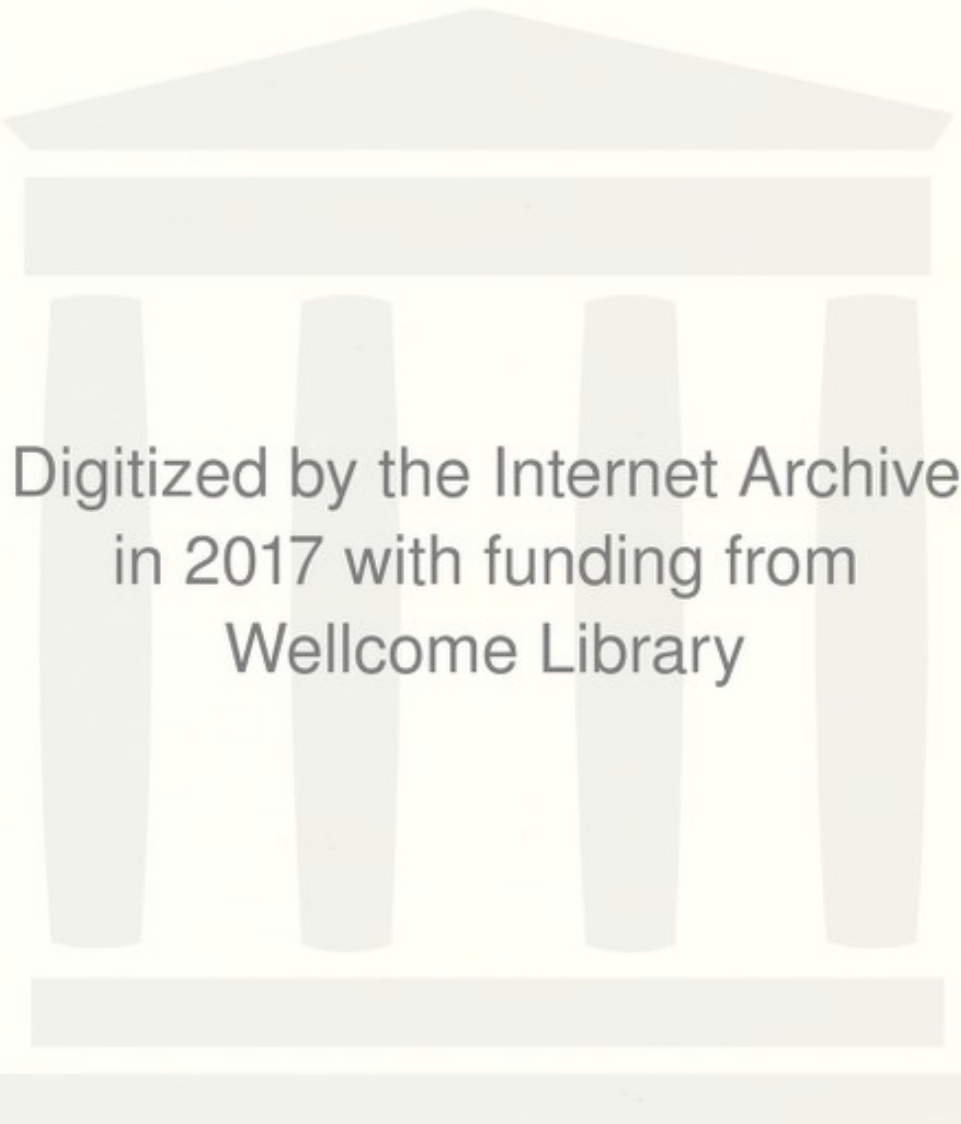 Digitized by the Internet Archive
in 2017 with funding from
Wellcome Library